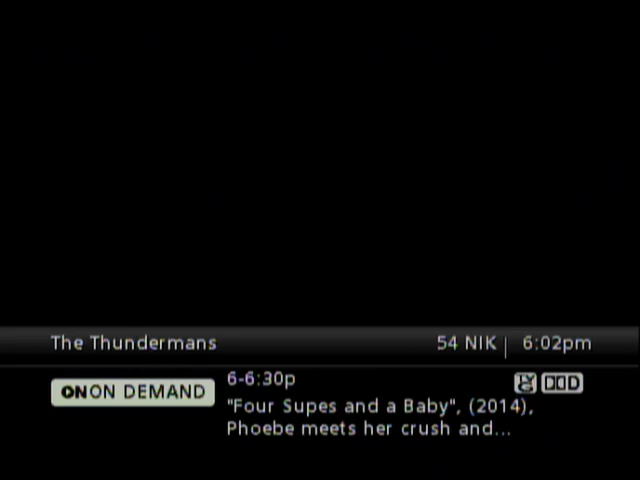 The Thundermans 54 NIK 6:02pm
ONON DEMAND 6-6:30p
"Four Supes and a Baby", (2014),
Phoebe meets her crush and...